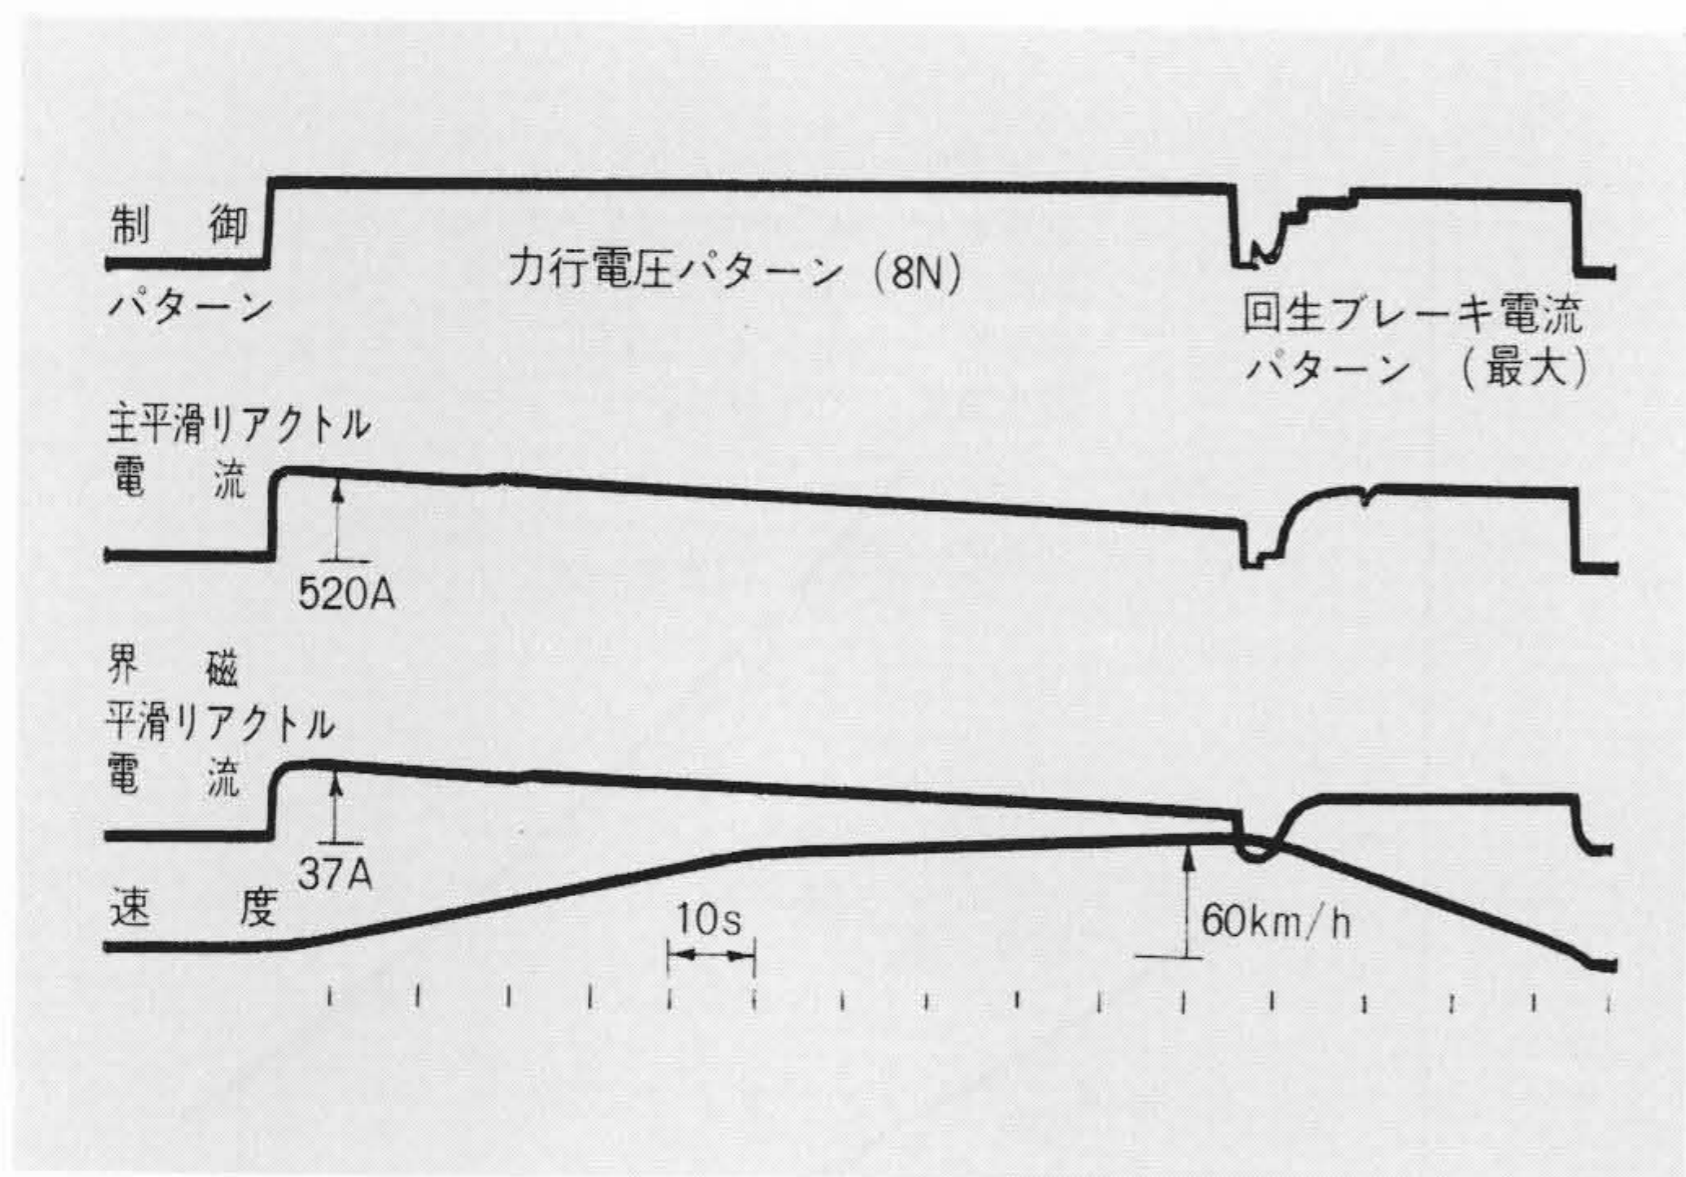 制 御
パターン
力行電圧パターン (8N)
回生ブレーキ電流
パターン (最大)
主平滑リアクトル
電 流
520A
界 磁
平滑リアクトル
電 流
37A
速 度
10s
60km/h